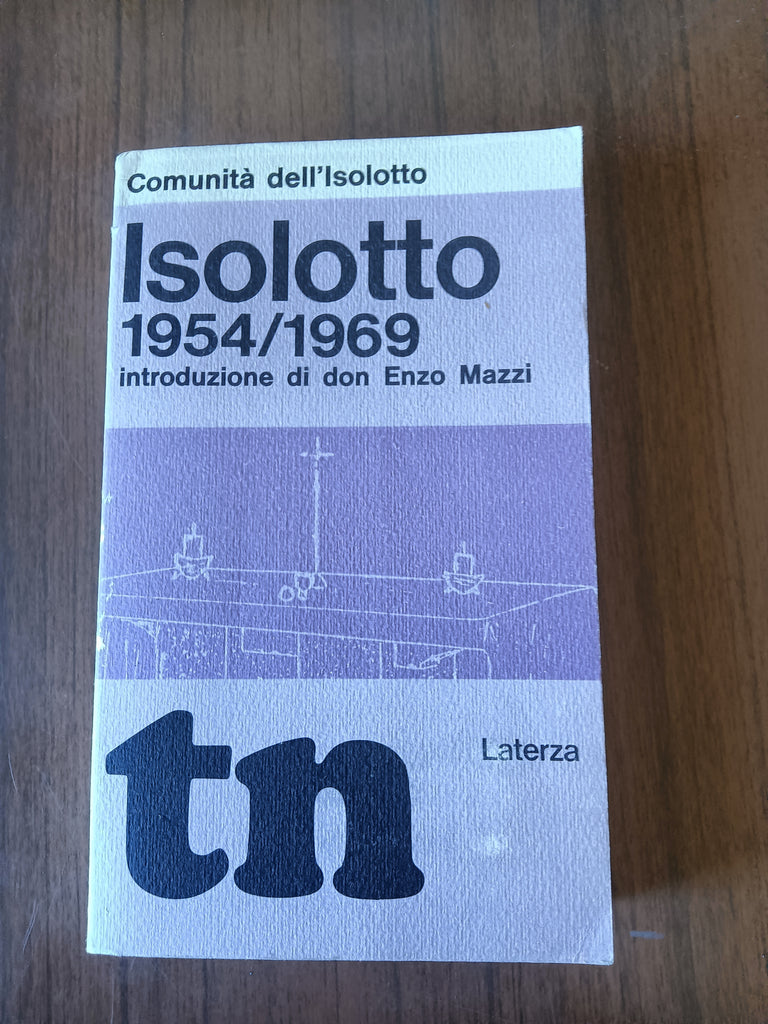 Comunità dell'Isolotto
Isolotto
1954/1969
introduzione di don Enzo Mazzi
tn
Laterza